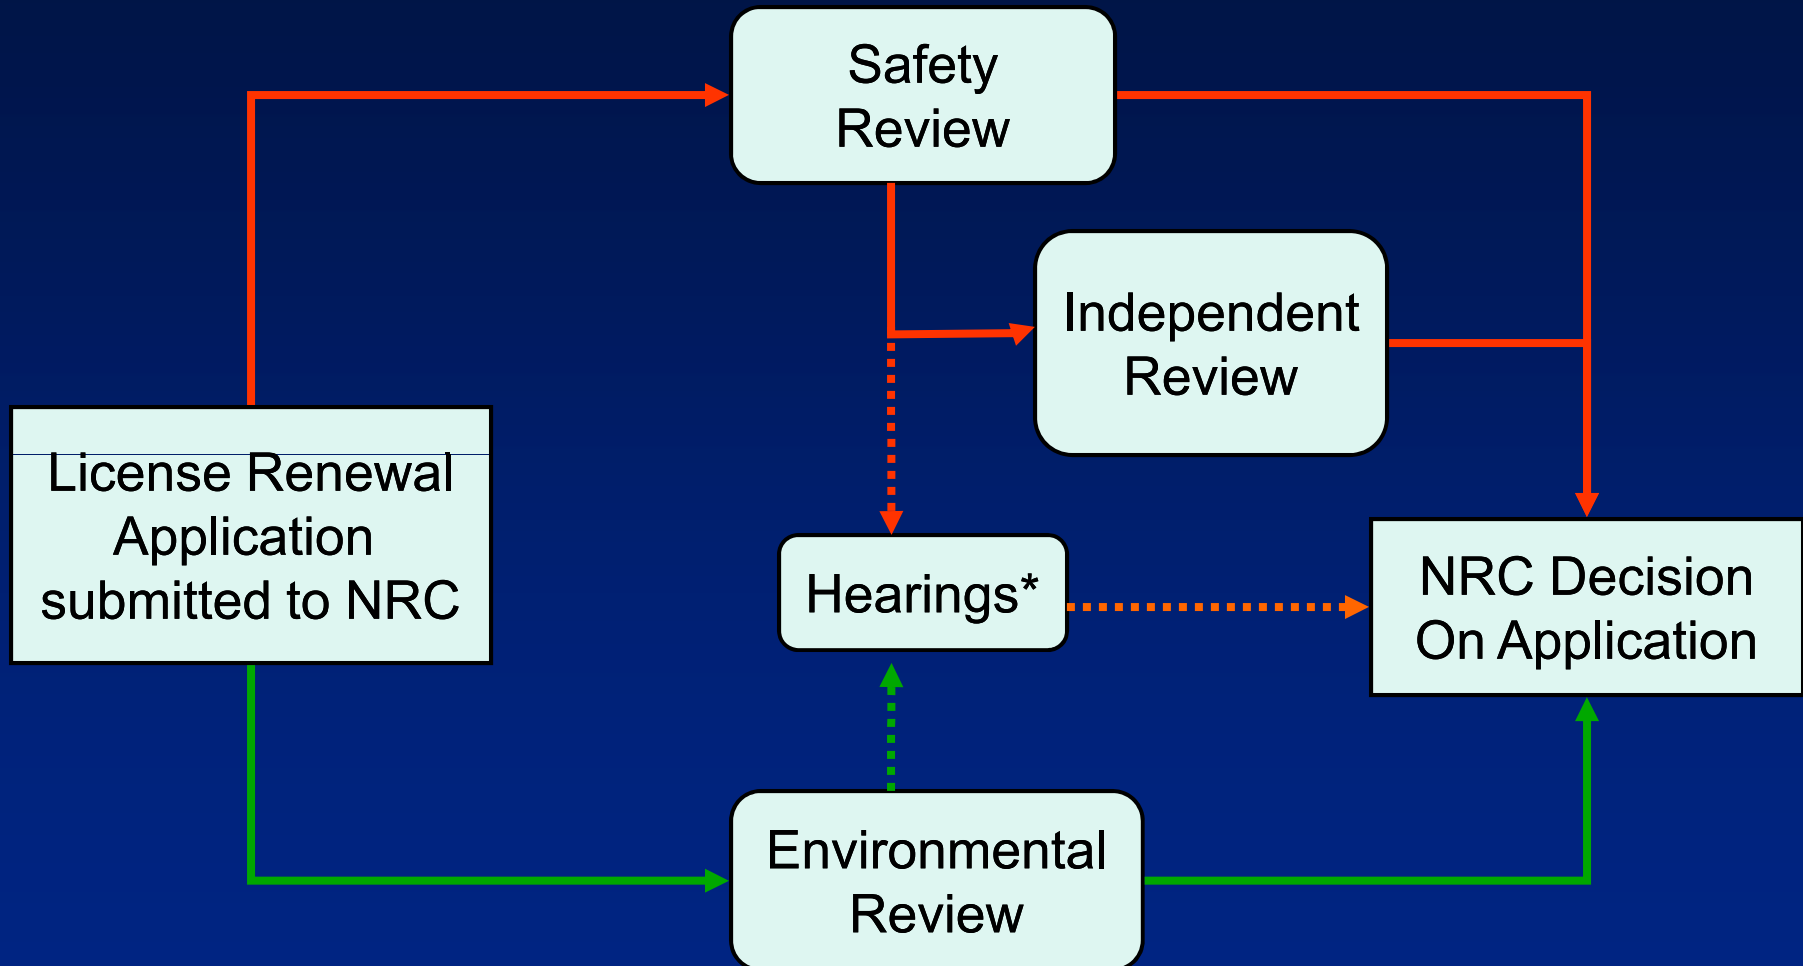 Safety
Review
Independent
Review
License Renewal
Application
submitted to NRC
Hearings*
NRC Decision
On Application
Environmental
Review